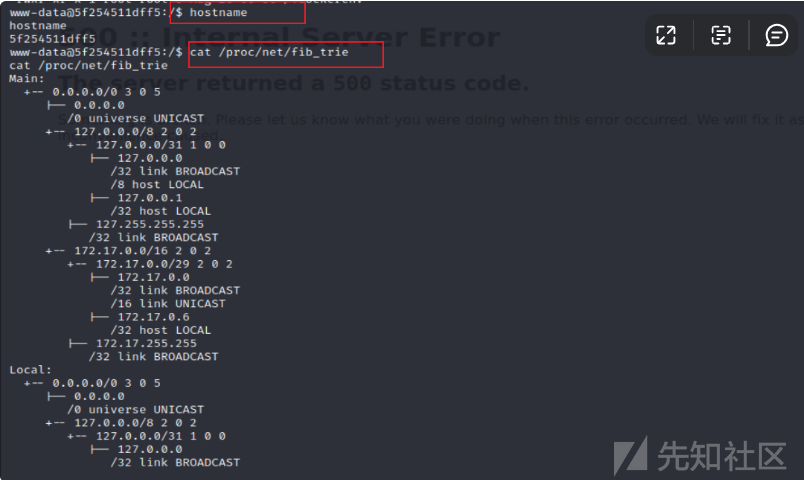 www-data@5f254511dff5:/$ hostname
hostname
5f254511dff5
500 :: Internal Server Error
www-data@5f254511dff5:/$ cat /proc/net/fib_trie
cat /proc/net/fib_trie
Main:
The server returned a 500 status code.
+-- 0.0.0.0/0 3 0 5
├── 0.0.0.0
/0 universe UNICAST
Please let us know what you were doing when this error occurred. We will fix it as
+-- 127.0.0.0/8 2 0 2
+-- 127.0.0.0/31 1 0 0
├── 127.0.0.0
/32 link BROADCAST
/8 host LOCAL
├── 127.0.0.1
/32 host LOCAL
├── 127.255.255.255
/32 link BROADCAST
+-- 172.17.0.0/16 2 0 2
+-- 172.17.0.0/29 2 0 2
├── 172.17.0.0
/32 link BROADCAST
/16 link UNICAST
├── 172.17.0.6
/32 host LOCAL
├── 172.17.255.255
/32 link BROADCAST
Local:
+-- 0.0.0.0/0 3 0 5
├── 0.0.0.0
/0 universe UNICAST
+-- 127.0.0.0/8 2 0 2
+-- 127.0.0.0/31 1 0 0
├── 127.0.0.0
/32 link BROADCAST
先知社区